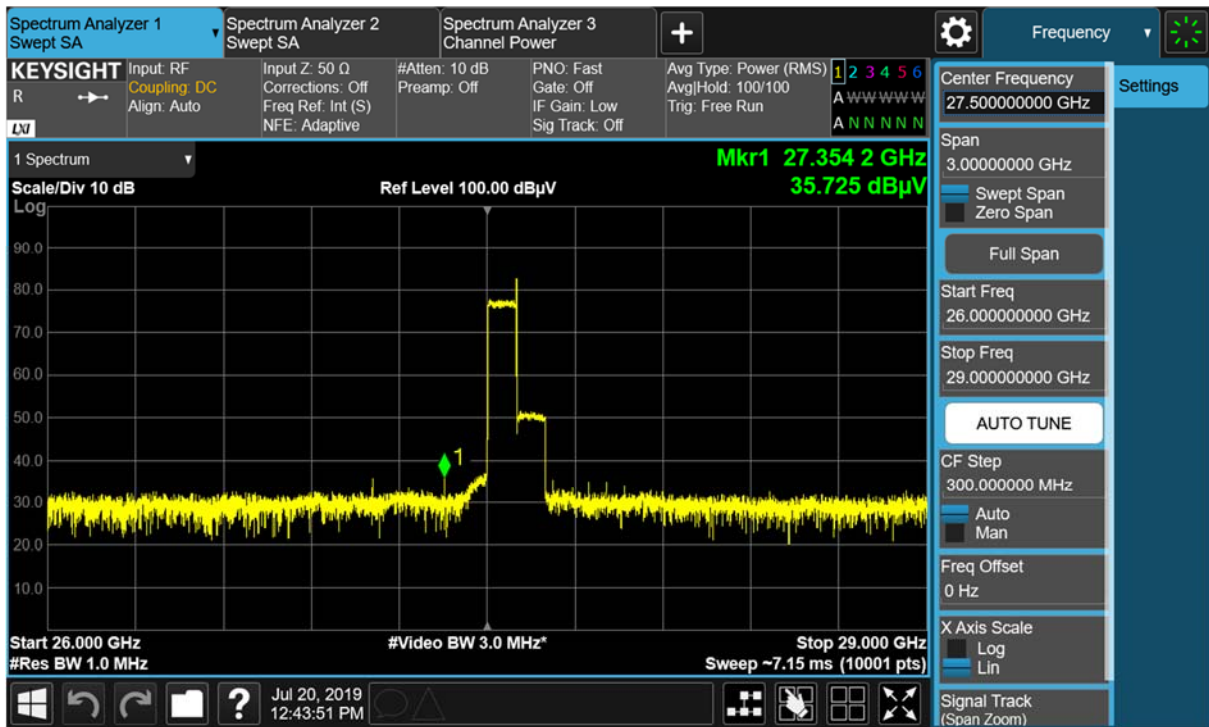 Spectrum Analyzer 1
Swept SA
Spectrum Analyzer 2
Swept SA
Spectrum Analyzer 3
Channel Power
Frequency
KEYSIGHT
R
LXI
Input: RF
Coupling: DC
Align: Auto
Input Z: 50 Ω
Corrections: Off
Freq Ref: Int (S)
NFE: Adaptive
#Atten: 10 dB
Preamp: Off
PNO: Fast
Gate: Off
IF Gain: Low
Sig Track: Off
Avg Type: Power (RMS)
Avg|Hold: 100/100
Trig: Free Run
1 2 3 4 5 6
A W W W W W
A N N N N N
1 Spectrum
Scale/Div 10 dB
Ref Level 100.00 dBµV
Mkr1 27.354 2 GHz
35.725 dBµV
Log
90.0
80.0
70.0
60.0
50.0
40.0
30.0
20.0
10.0
1
Start 26.000 GHz
#Res BW 1.0 MHz
#Video BW 3.0 MHz*
Stop 29.000 GHz
Sweep ~7.15 ms (10001 pts)
Center Frequency
27.500000000 GHz
Span
3.00000000 GHz
Swept Span
Zero Span
Full Span
Start Freq
26.000000000 GHz
Stop Freq
29.000000000 GHz
AUTO TUNE
CF Step
300.000000 MHz
Auto
Man
Freq Offset
0 Hz
X Axis Scale
Log
Lin
Signal Track
(Span Zoom)
Settings
?
Jul 20, 2019
12:43:51 PM